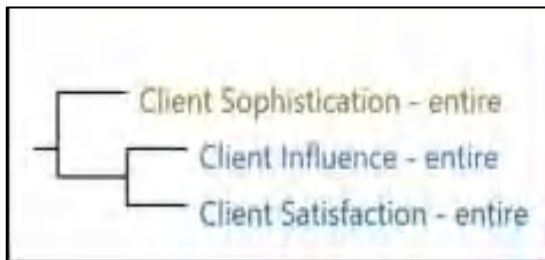 Client Sophistication - entire
Client Influence - entire
Client Satisfaction - entire